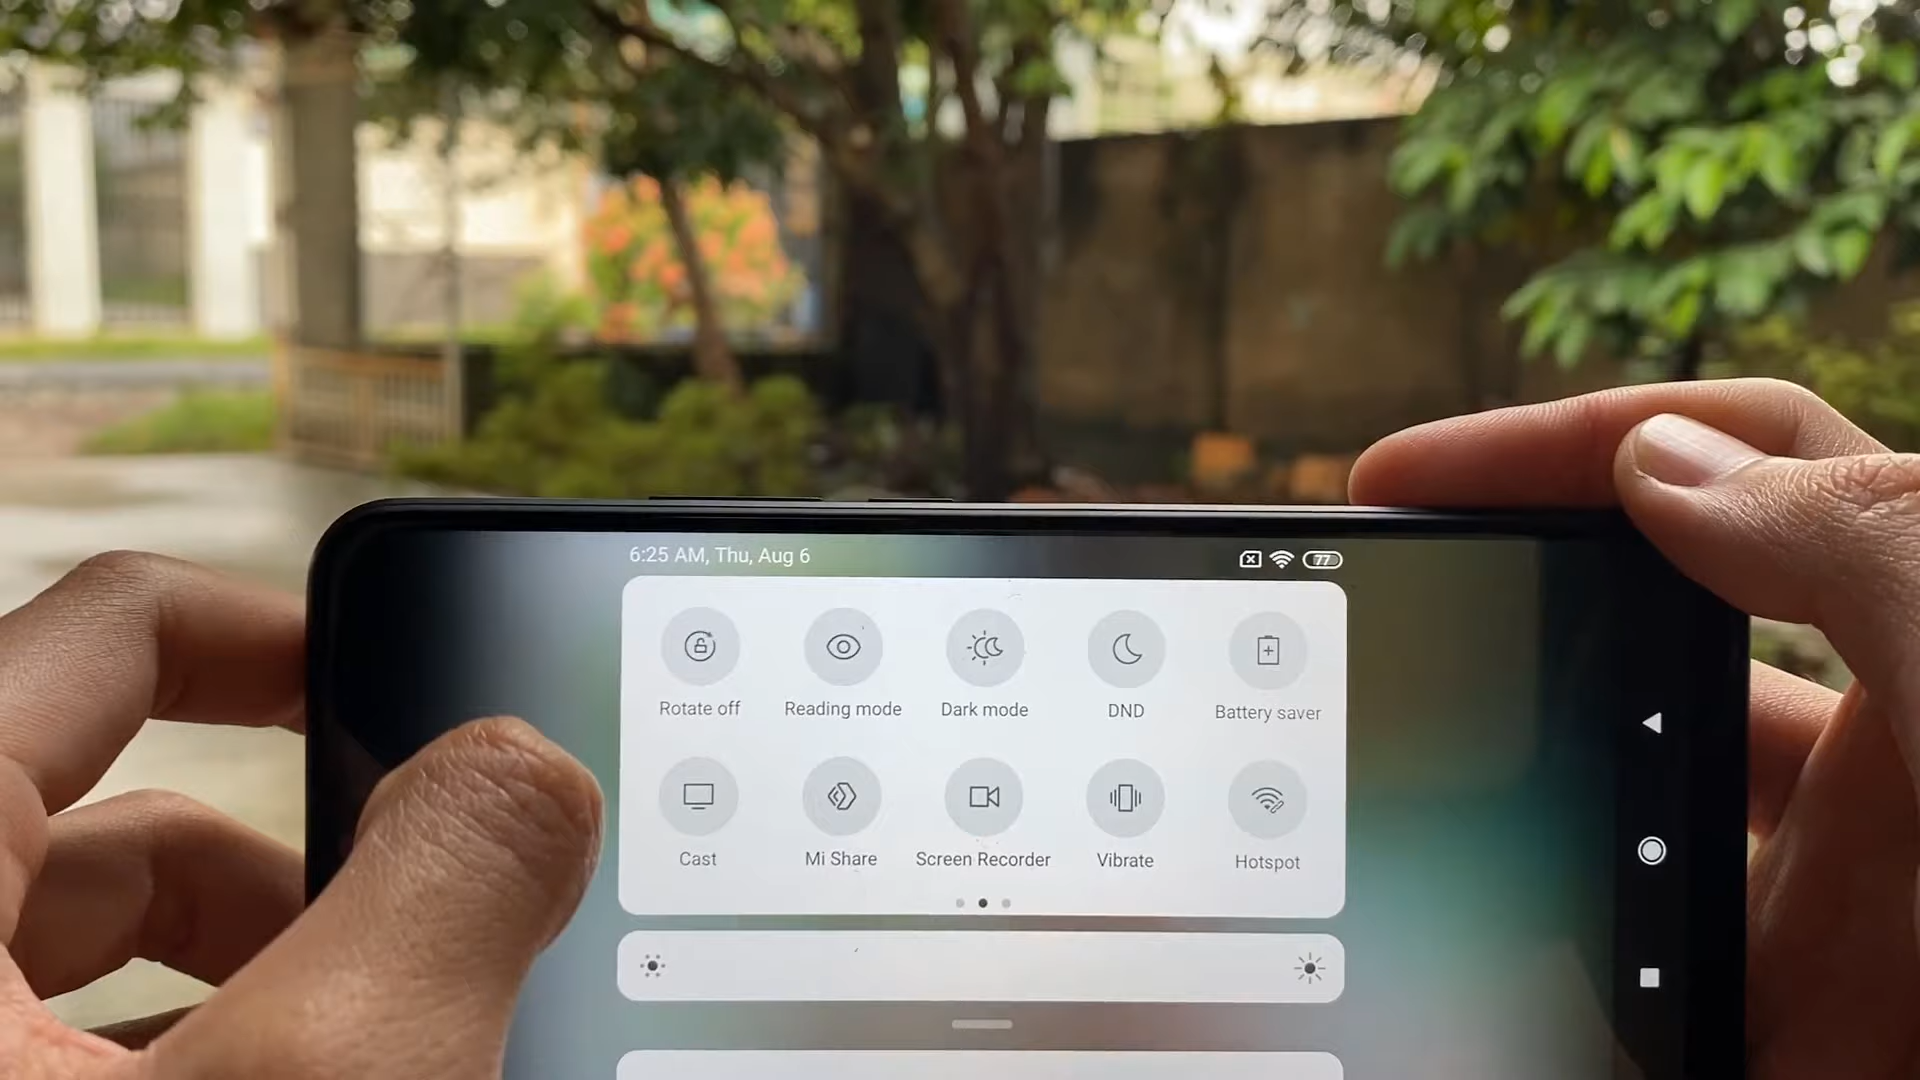 6:25 AM, Thu, Aug 6
77
Rotate off
Reading mode
Dark mode
DND
Battery saver
Cast
Mi Share
Screen Recorder
Vibrate
Hotspot